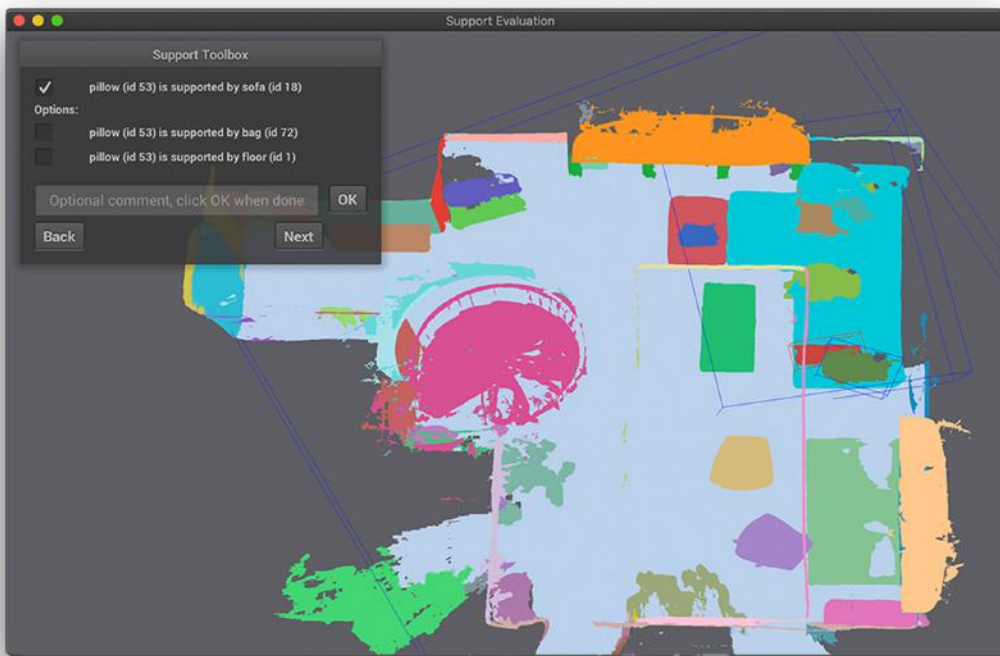 Support Evaluation
Support Toolbox
pillow (id 53) is supported by sofa (id 18)
Options:
pillow (id 53) is supported by bag (id 72)
pillow (id 53) is supported by floor (id 1)
Optional comment, click OK when done
OK
Back
Next